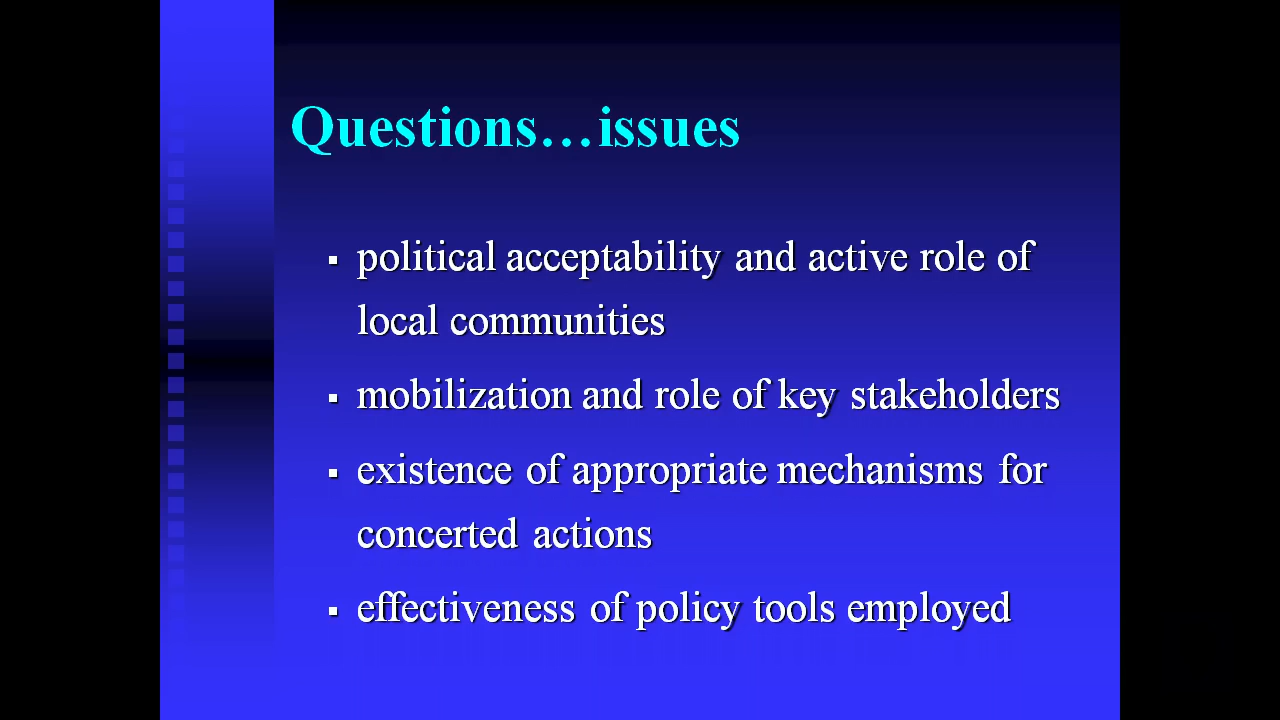 Questions…issues
▪ political acceptability and active role of
local communities
▪ mobilization and role of key stakeholders
▪ existence of appropriate mechanisms for
concerted actions
▪ effectiveness of policy tools employed